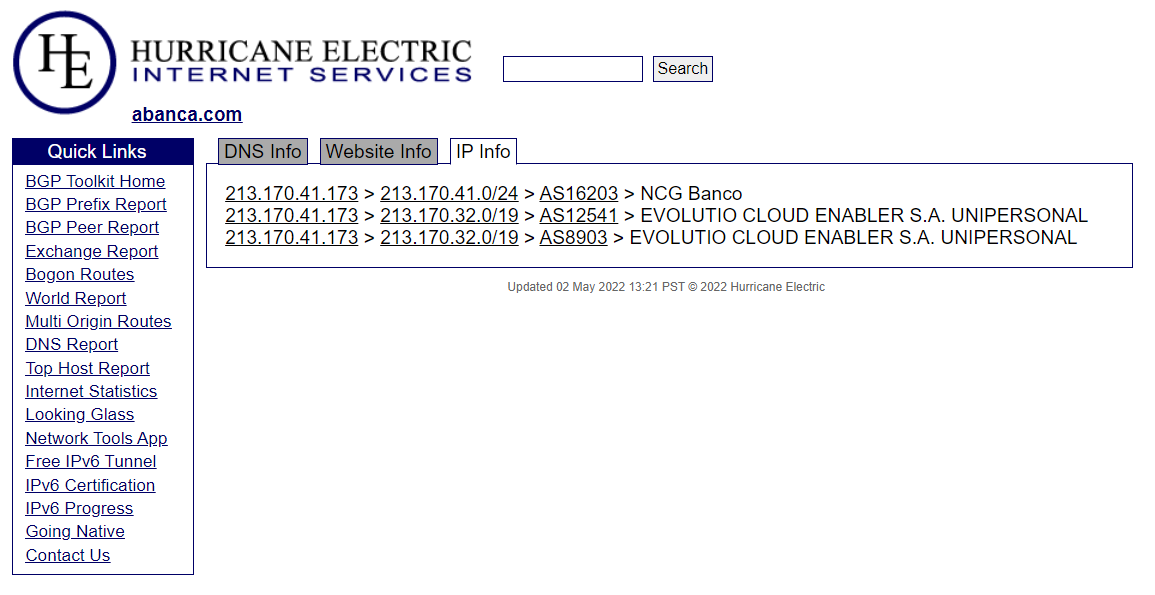 HE
HURRICANE ELECTRIC
INTERNET SERVICES
Search
abanca.com
Quick Links
BGP Toolkit Home
BGP Prefix Report
BGP Peer Report
Exchange Report
Bogon Routes
World Report
Multi Origin Routes
DNS Report
Top Host Report
Internet Statistics
Looking Glass
Network Tools App
Free IPv6 Tunnel
IPv6 Certification
IPv6 Progress
Going Native
Contact Us
DNS Info Website Info IP Info
213.170.41.173 > 213.170.41.0/24 > AS16203 > NCG Banco
213.170.41.173 > 213.170.32.0/19 > AS12541 > EVOLUTIO CLOUD ENABLER S.A. UNIPERSONAL
213.170.41.173 > 213.170.32.0/19 > AS8903 > EVOLUTIO CLOUD ENABLER S.A. UNIPERSONAL
Updated 02 May 2022 13:21 PST © 2022 Hurricane Electric